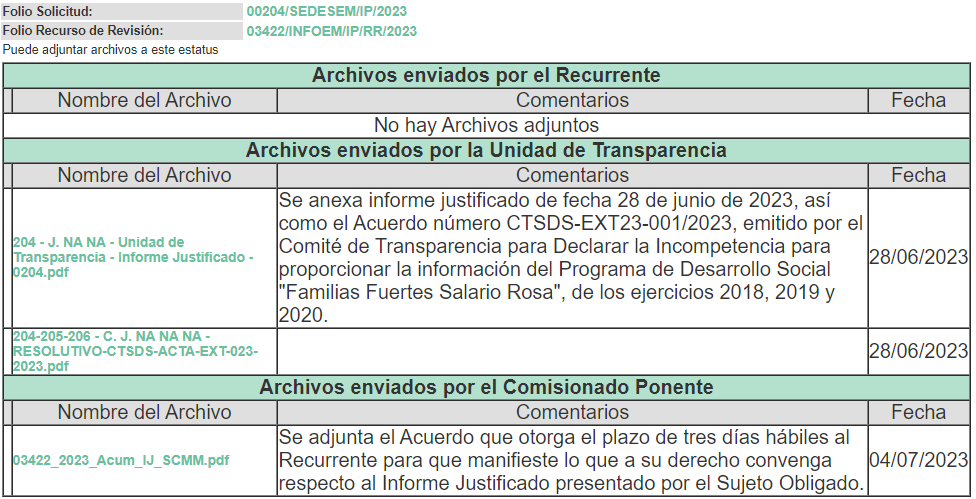 Folio Solicitud: 00204/SEDESEM/IP/2023
Folio Recurso de Revisión: 03422/INFOEM/IP/RR/2023
Puede adjuntar archivos a este estatus
Archivos enviados por el Recurrente
Nombre del Archivo Comentarios Fecha
No hay Archivos adjuntos
Archivos enviados por la Unidad de Transparencia
Nombre del Archivo Comentarios Fecha
204 - J. NA NA - Unidad de
Transparencia - Informe Justificado -
0204.pdf
Se anexa informe justificado de fecha 28 de junio de 2023, así
como el Acuerdo número CTSDS-EXT23-001/2023, emitido por el
Comité de Transparencia para Declarar la Incompetencia para
proporcionar la información del Programa de Desarrollo Social
"Familias Fuertes Salario Rosa", de los ejercicios 2018, 2019 y
2020.
28/06/2023
204-205-206 - C. J. NA NA NA -
RESOLUTIVO-CTSDS-ACTA-EXT-023-
2023.pdf
28/06/2023
Archivos enviados por el Comisionado Ponente
Nombre del Archivo Comentarios Fecha
03422_2023_Acum_IJ_SCMM.pdf
Se adjunta el Acuerdo que otorga el plazo de tres días hábiles al
Recurrente para que manifieste lo que a su derecho convenga
respecto al Informe Justificado presentado por el Sujeto Obligado.
04/07/2023